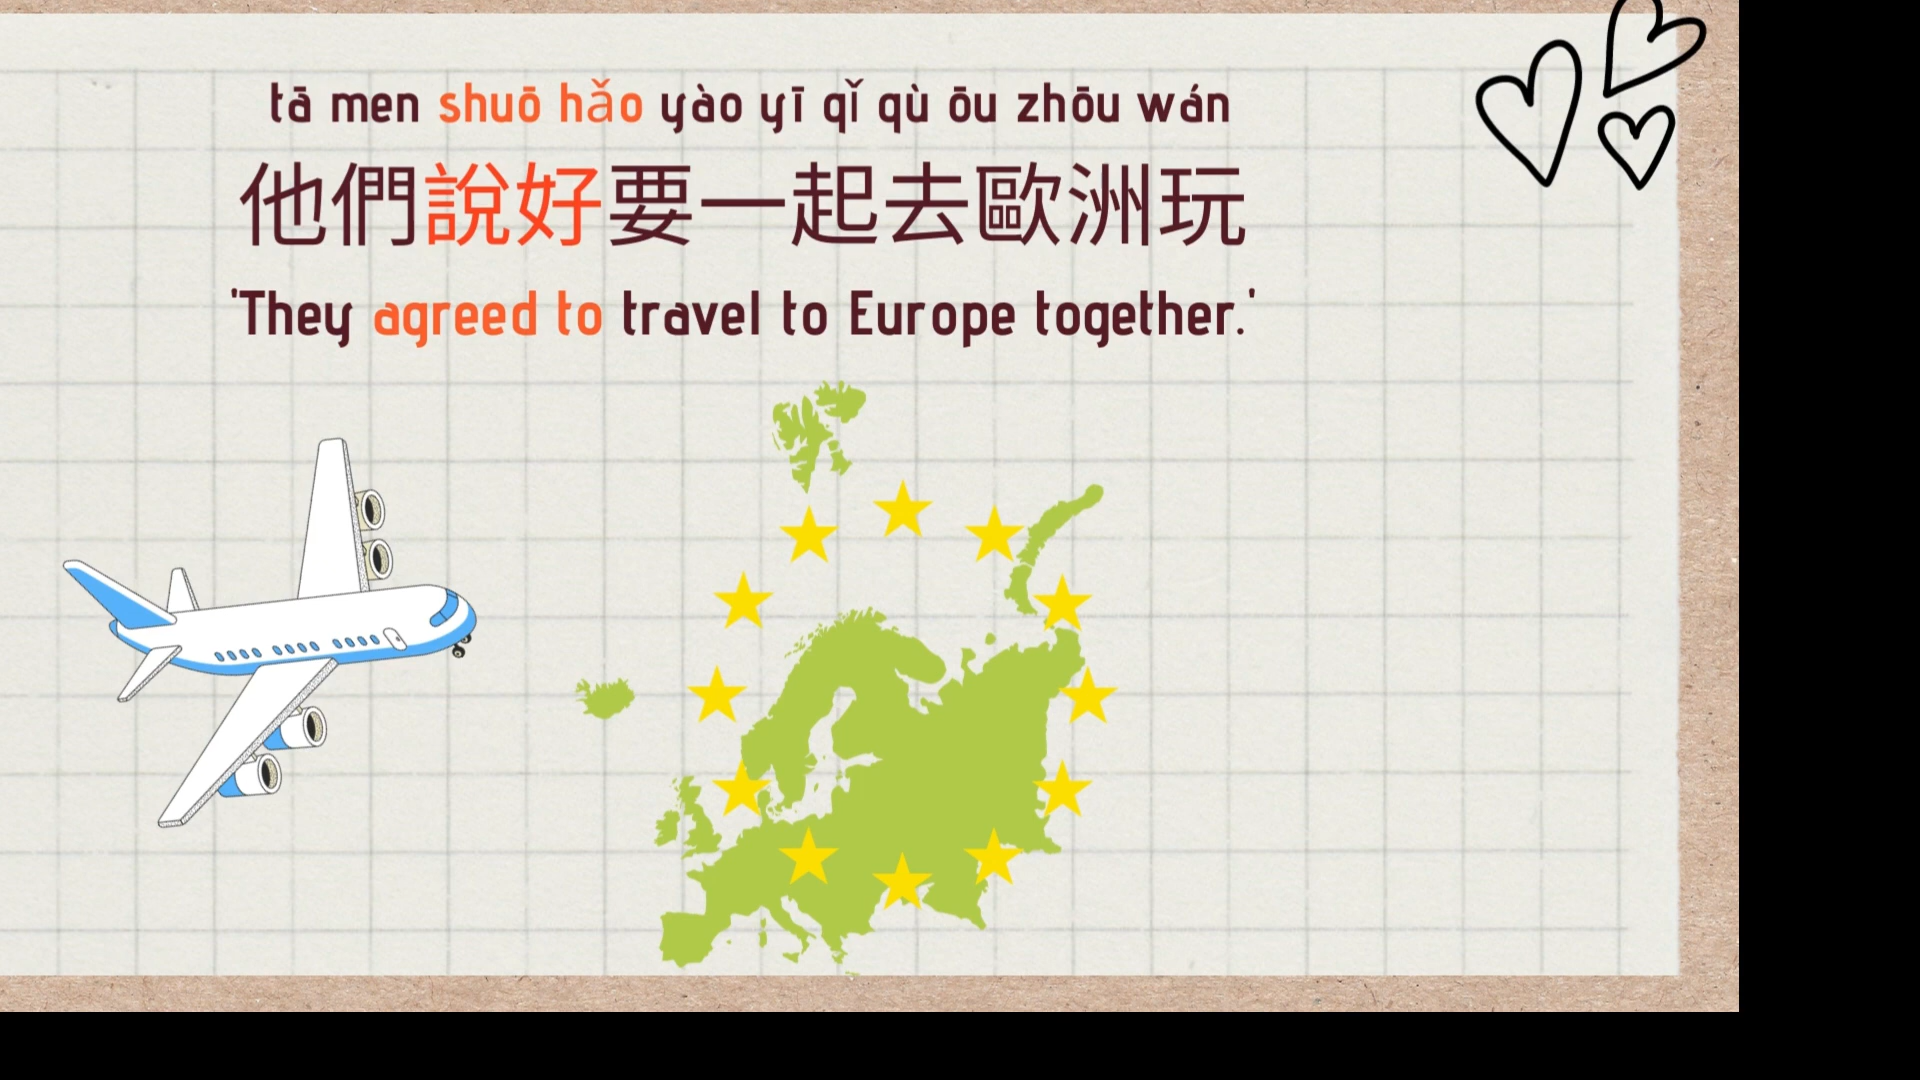 tā men shuō hǎo yào yī qǐ qù ōu zhōu wán
他們說好要一起去歐洲玩
'They agreed to travel to Europe together.'